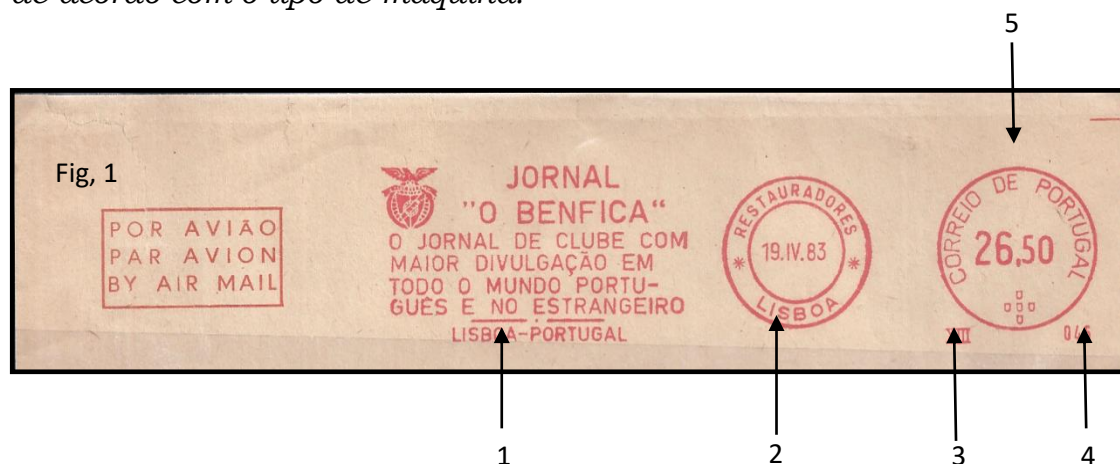 de acordo com o tipo de máquina.
5
Fig, 1
POR AVIÃO
PAR AVION
BY AIR MAIL
JORNAL
"O BENFICA"
O JORNAL DE CLUBE COM
MAIOR DIVULGAÇÃO EM
TODO O MUNDO PORTU-
GUÊS E NO ESTRANGEIRO
LISBOA-PORTUGAL
RESTAURADORES
19.IV.83
LISBOA
CORREIO DE PORTUGAL
26,50
1
2
3
4